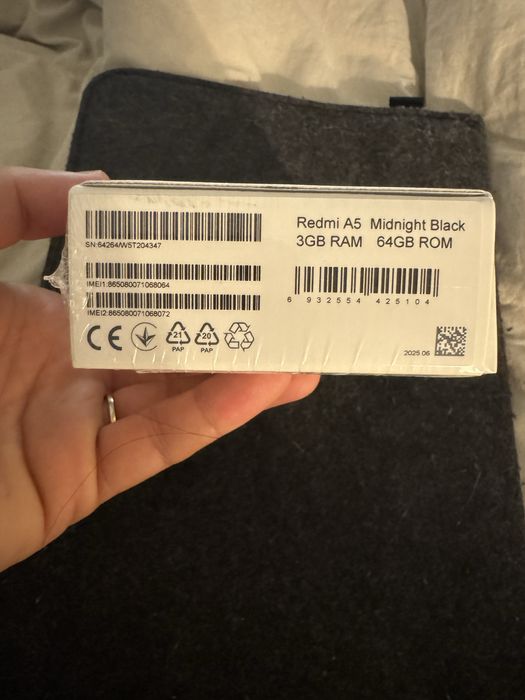 SN:64264/W5T204347
IMEI1:865080071068064
IMEI2:865080071068072
CE
21
PAP
20
PAP
Redmi A5 Midnight Black
3GB RAM 64GB ROM
6 932554 425104
2025 06